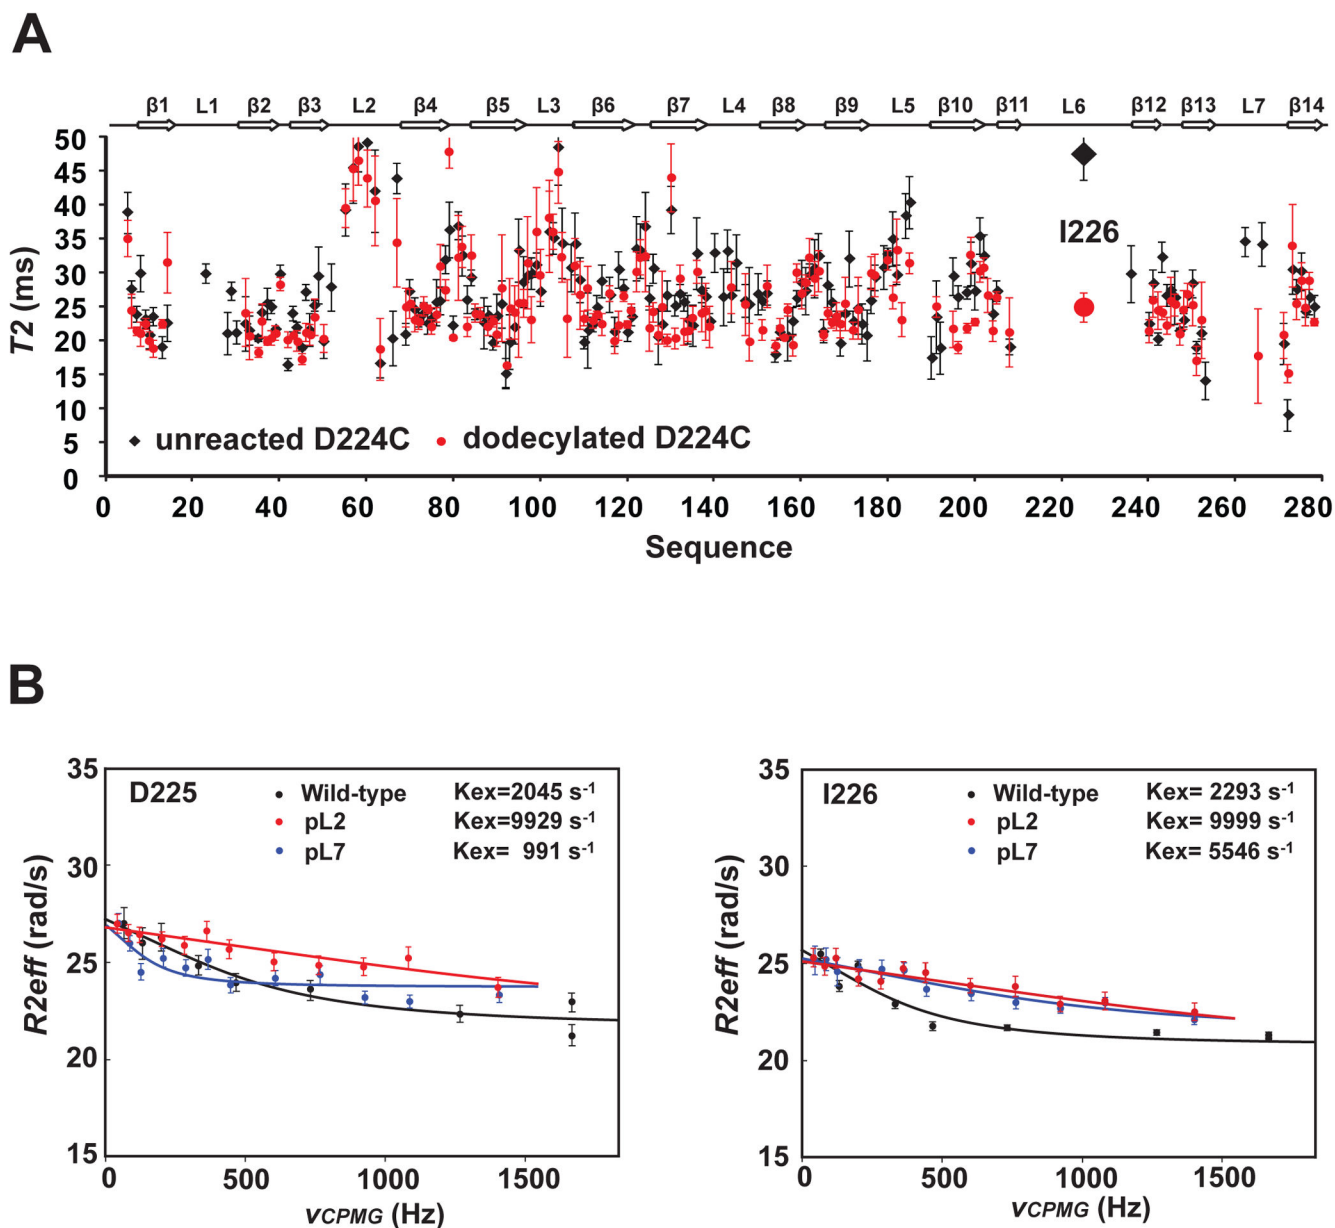 A
β1 L1 β2 β3 L2 β4 β5 L3 β6 β7 L4 β8 β9 L5 β10 β11 L6 β12 β13 L7 β14
50
45
40
35
30
25
20
15
10
5
0
T2 (ms)
I226
unreacted D224C dodecylated D224C
0 20 40 60 80 100 120 140 160 180 200 220 240 260 280
Sequence
B
35
30
25
20
15
R2eff (rad/s)
D225
Wild-type Kex=2045 s-1
pL2 Kex=9929 s-1
pL7 Kex= 991 s-1
0 500 1000 1500
vCPMG (Hz)
35
30
25
20
15
R2eff (rad/s)
I226
Wild-type Kex= 2293 s-1
pL2 Kex= 9999 s-1
pL7 Kex= 5546 s-1
0 500 1000 1500
vCPMG (Hz)